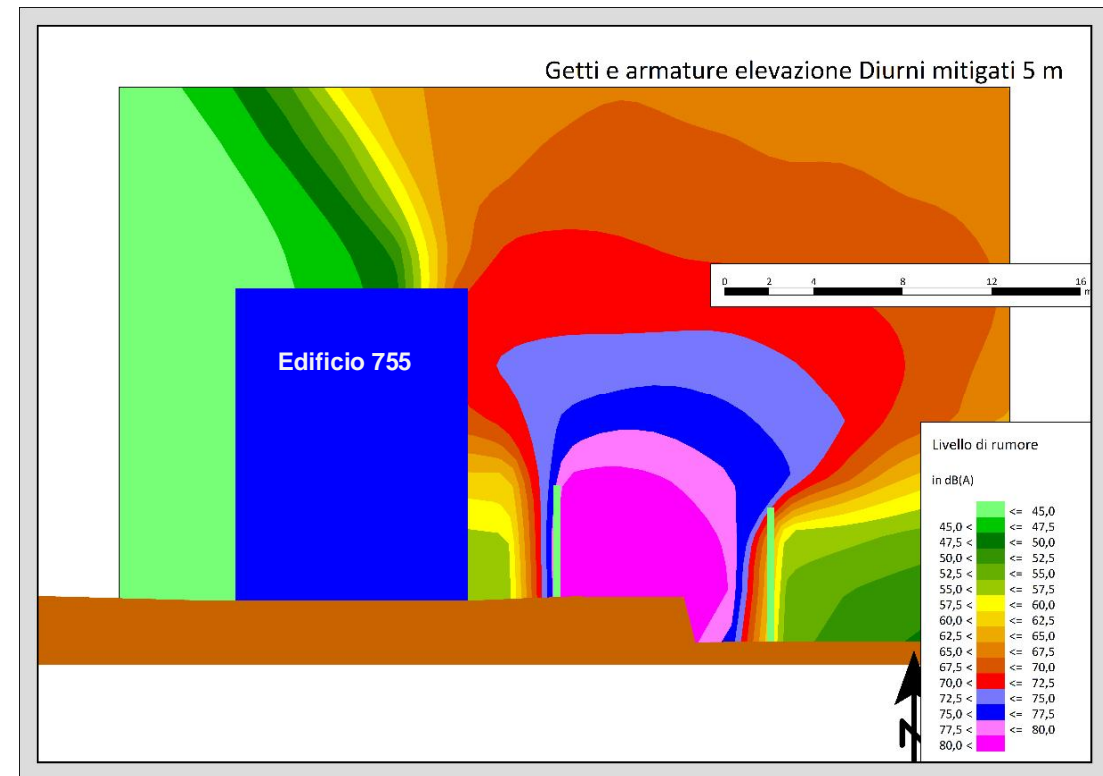 Getti e armature elevazione Diurni mitigati 5 m
0 2 4 8 12 16
m
Edificio 755
Livello di rumore
in dB(A)
<= 45,0
45,0 < <= 47,5
47,5 < <= 50,0
50,0 < <= 52,5
52,5 < <= 55,0
55,0 < <= 57,5
57,5 < <= 60,0
60,0 < <= 62,5
62,5 < <= 65,0
65,0 < <= 67,5
67,5 < <= 70,0
70,0 < <= 72,5
72,5 < <= 75,0
75,0 < <= 77,5
77,5 < <= 80,0
80,0 <
N